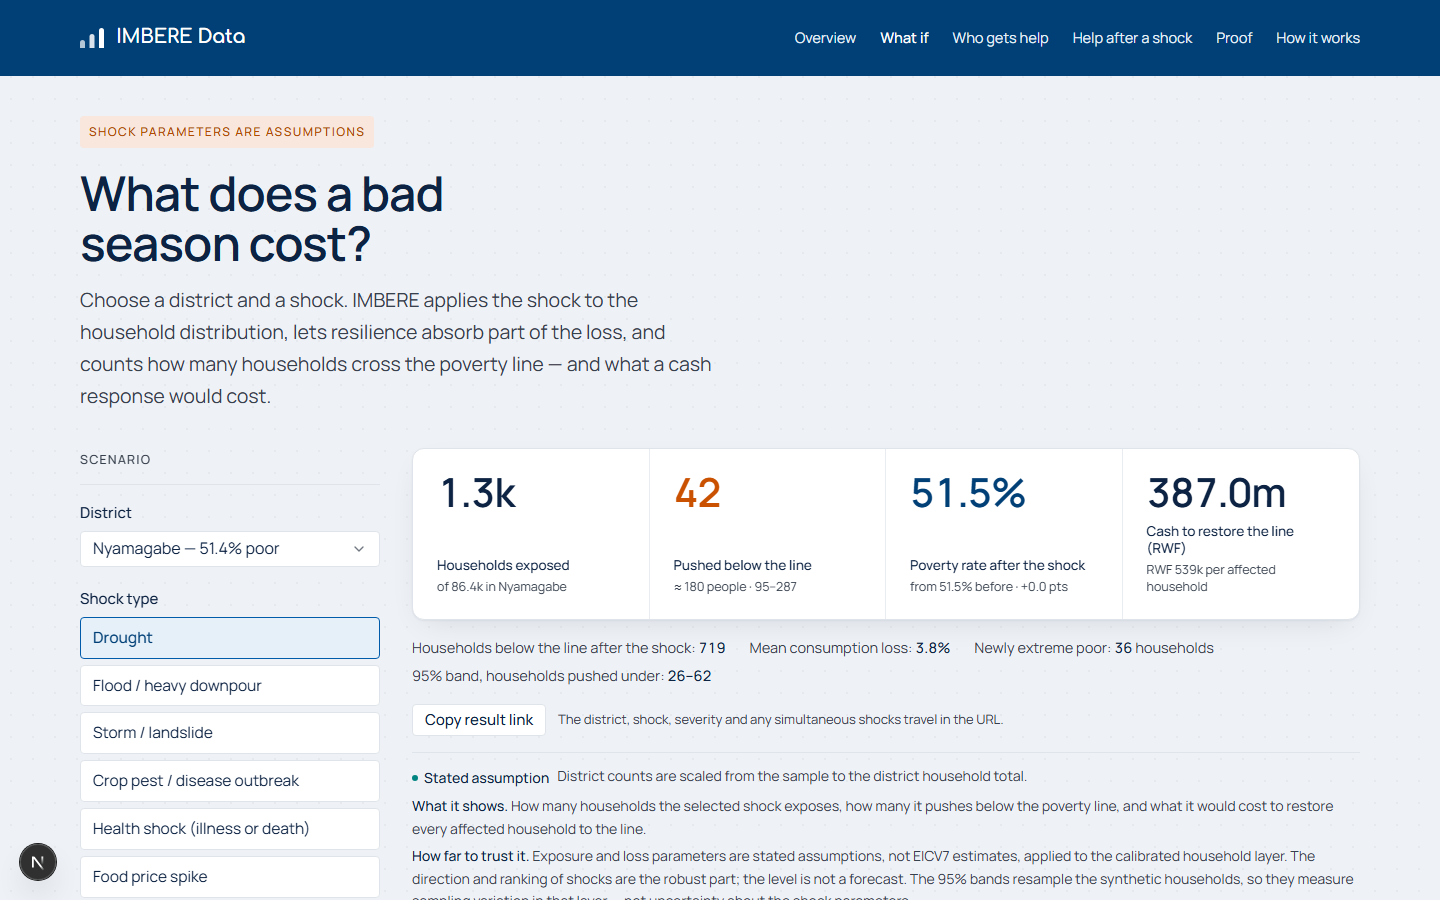 IMBERE Data
Overview
What if
Who gets help
Help after a shock
Proof
How it works
SHOCK PARAMETERS ARE ASSUMPTIONS
What does a bad
season cost?
Choose a district and a shock. IMBERE applies the shock to the
household distribution, lets resilience absorb part of the loss, and
counts how many households cross the poverty line — and what a cash
response would cost.
SCENARIO
District
Nyamagabe — 51.4% poor
Shock type
Drought
Flood / heavy downpour
Storm / landslide
Crop pest / disease outbreak
Health shock (illness or death)
Food price spike
N
1.3k
Households exposed
of 86.4k in Nyamagabe
42
Pushed below the line
≈ 180 people · 95–287
51.5%
Poverty rate after the shock
from 51.5% before · +0.0 pts
387.0m
Cash to restore the line
(RWF)
RWF 539k per affected
household
Households below the line after the shock: 719
Mean consumption loss: 3.8%
Newly extreme poor: 36 households
95% band, households pushed under: 26–62
Copy result link
The district, shock, severity and any simultaneous shocks travel in the URL.
Stated assumption District counts are scaled from the sample to the district household total.
What it shows. How many households the selected shock exposes, how many it pushes below the poverty line, and what it would cost to restore
every affected household to the line.
How far to trust it. Exposure and loss parameters are stated assumptions, not EICV7 estimates, applied to the calibrated household layer. The
direction and ranking of shocks are the robust part; the level is not a forecast. The 95% bands resample the synthetic households, so they measure
sampling variation in that layer — not uncertainty about the shock parameters.